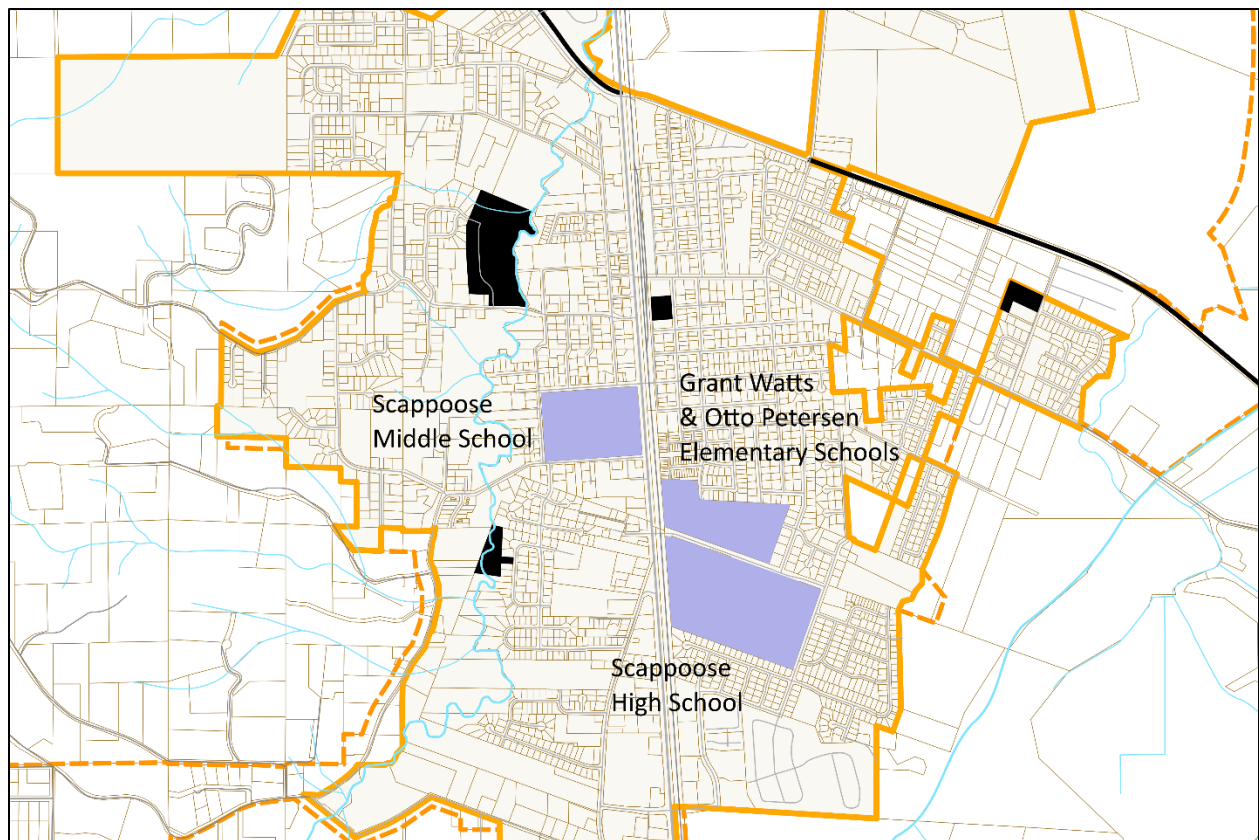 Grant Watts
& Otto Petersen
Elementary Schools
Scappoose
Middle School
Scappoose
High School